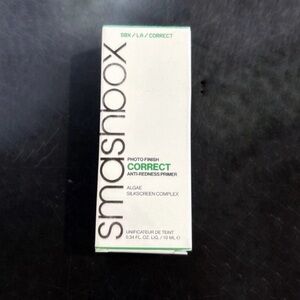 SBX / LA / CORRECT
smashbox
PHOTO FINISH
CORRECT
ANTI-REDNESS PRIMER
ALGAE
SILKSCREEN COMPLEX
UNIFICATEUR DE TEINT
0.34 FL. OZ. LIQ. / 10 ML ℮